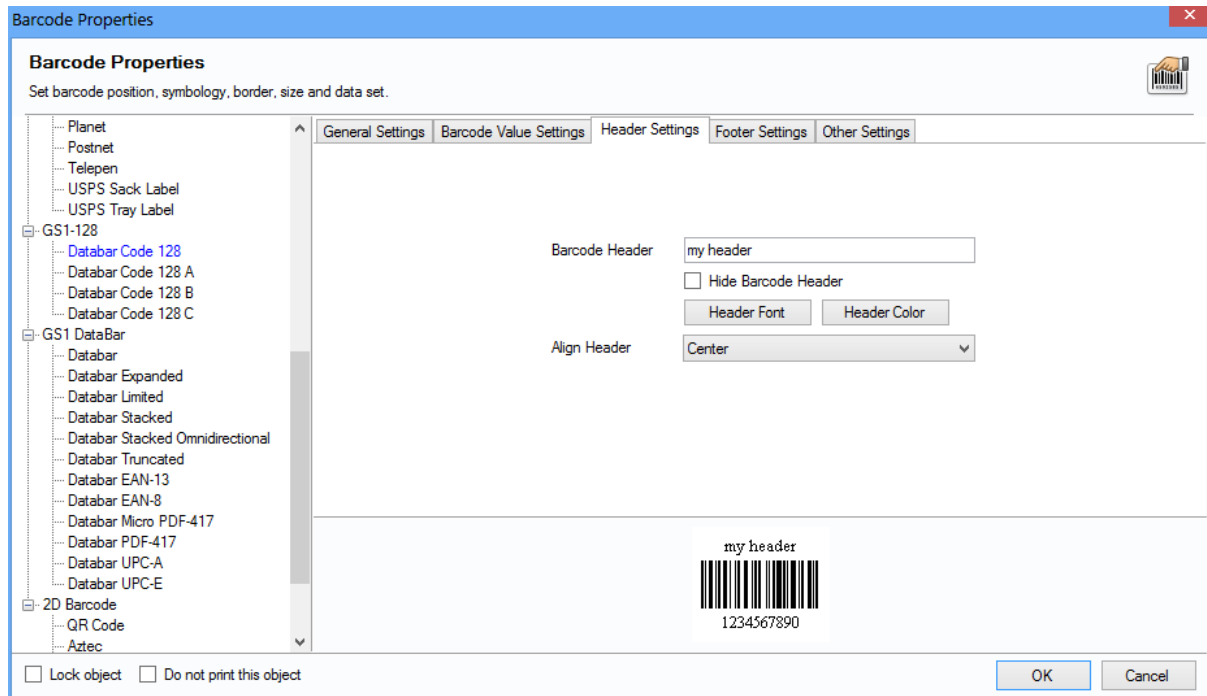 Barcode Properties
Barcode Properties
Set barcode position, symbology, border, size and data set.
Planet
Postnet
Telepen
USPS Sack Label
USPS Tray Label
GS1-128
Databar Code 128
Databar Code 128 A
Databar Code 128 B
Databar Code 128 C
GS1 DataBar
Databar
Databar Expanded
Databar Limited
Databar Stacked
Databar Stacked Omnidirectional
Databar Truncated
Databar EAN-13
Databar EAN-8
Databar Micro PDF-417
Databar PDF-417
Databar UPC-A
Databar UPC-E
2D Barcode
QR Code
Aztec
General Settings Barcode Value Settings Header Settings Footer Settings Other Settings
Barcode Header my header
Hide Barcode Header
Header Font Header Color
Align Header Center
my header
1234567890
Lock object Do not print this object OK Cancel